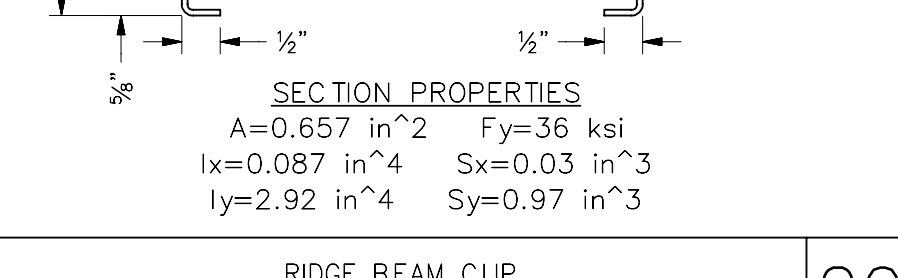 ½" ½"
5/8"
SECTION PROPERTIES
A=0.657 in^2 Fy=36 ksi
Ix=0.087 in^4 Sx=0.03 in^3
Iy=2.92 in^4 Sy=0.97 in^3
RIDGE BEAM